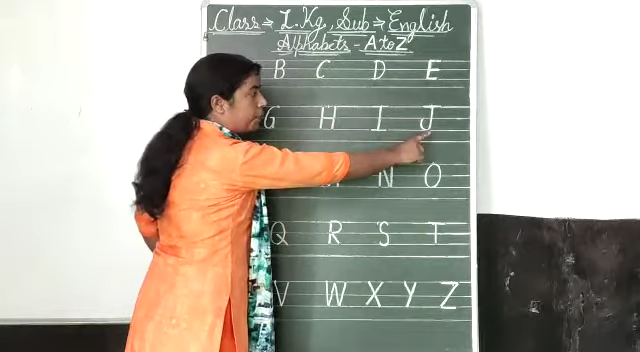 Class ⇒ L.Kg, Sub ⇒ English
Alphabets - A to Z
B C D E
G H I J
N O
Q R S T
V W X Y Z